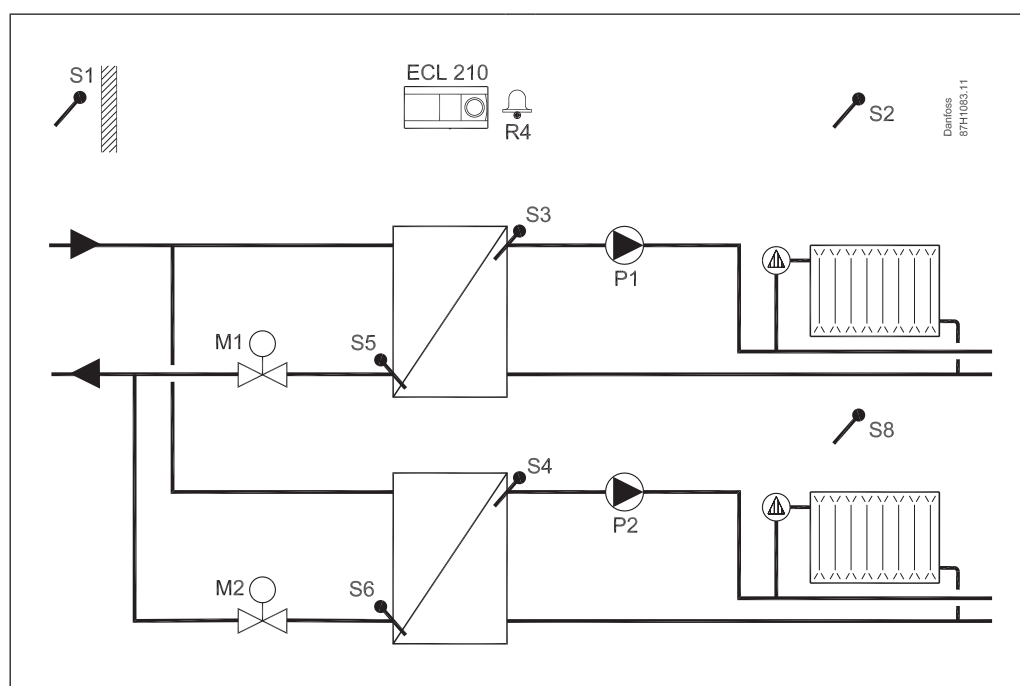 S1
ECL 210
R4
S2
Danfoss
87H1083.11
S3
P1
M1
S5
S8
S4
P2
M2
S6